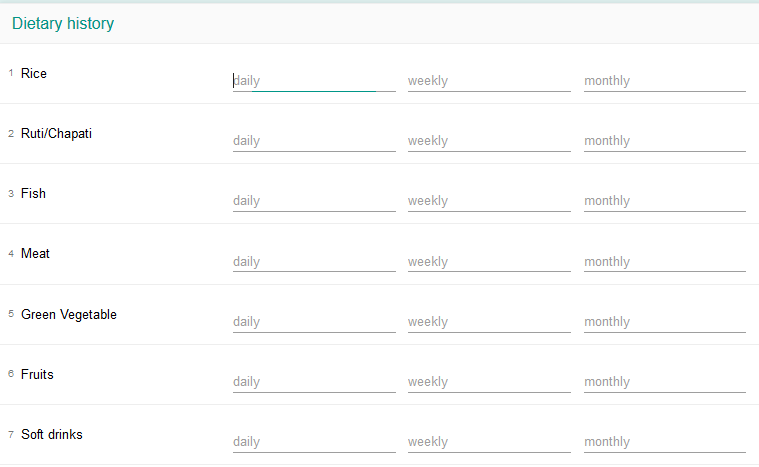 Dietary history
1 Rice daily weekly monthly
2 Ruti/Chapati daily weekly monthly
3 Fish daily weekly monthly
4 Meat daily weekly monthly
5 Green Vegetable daily weekly monthly
6 Fruits daily weekly monthly
7 Soft drinks daily weekly monthly